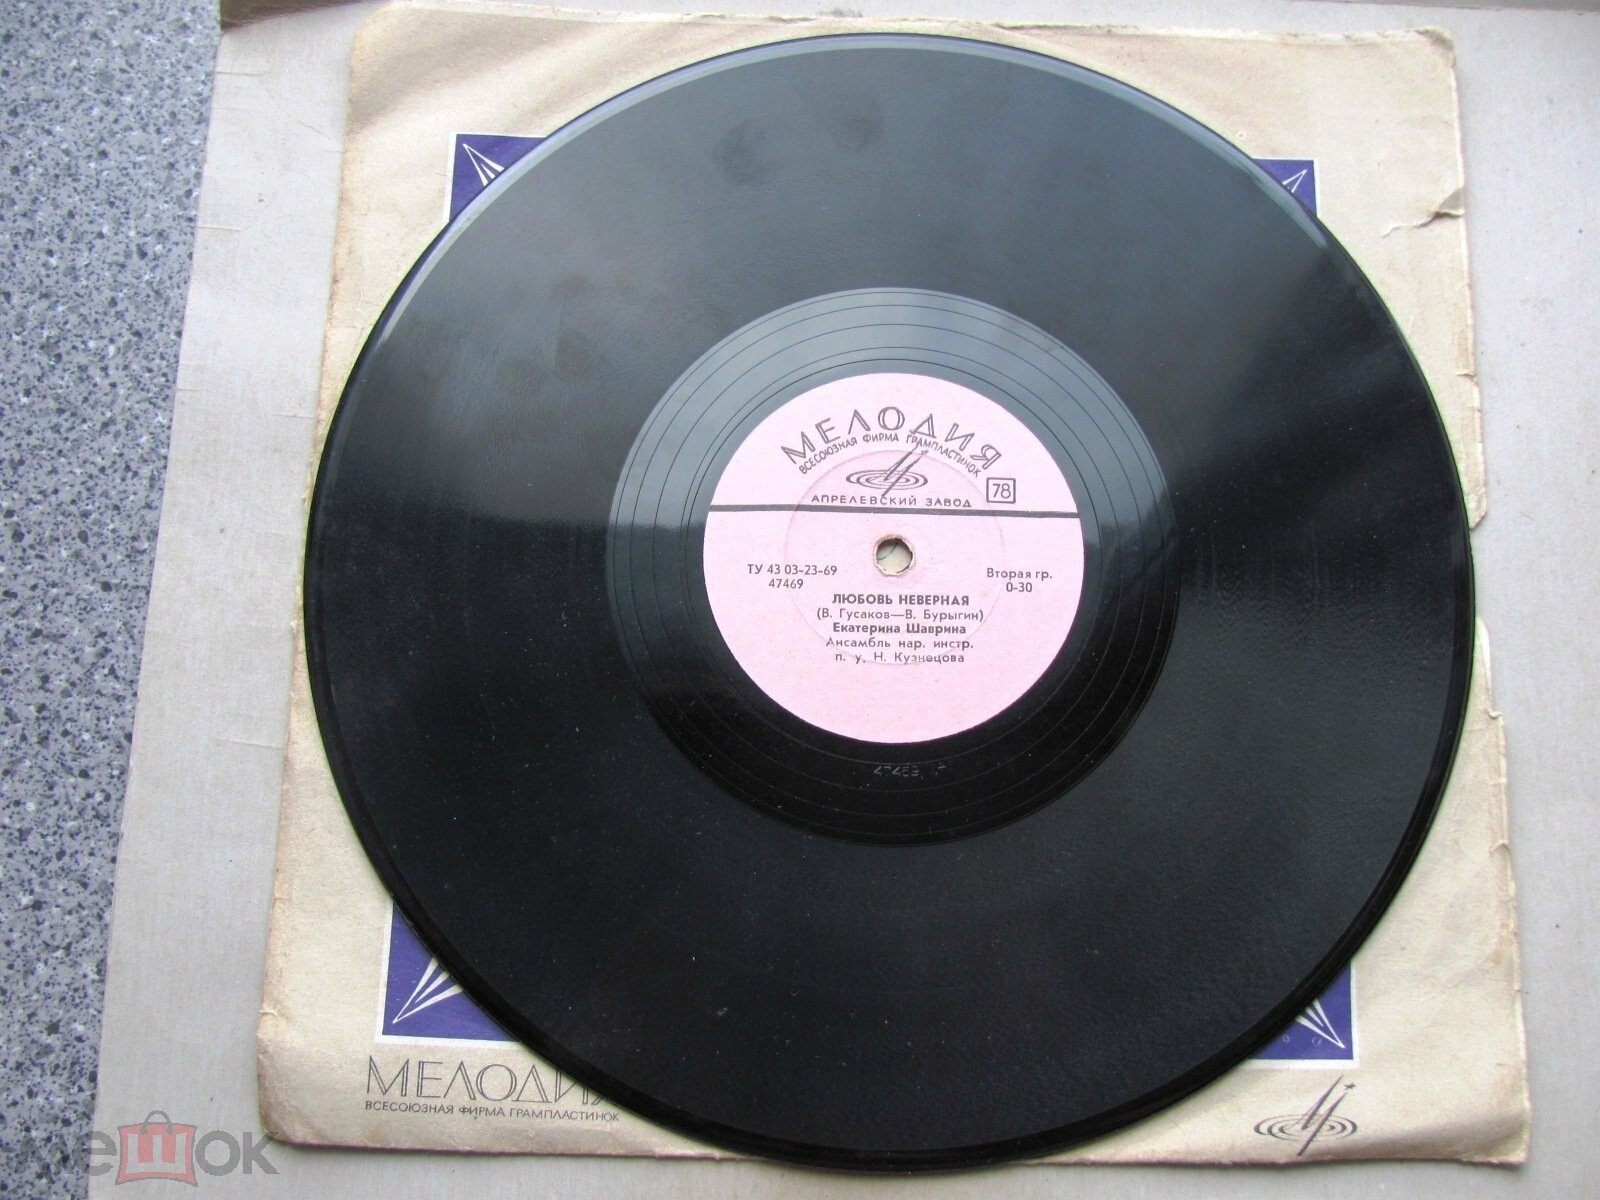 МЕЛОДИЯ
ВСЕСОЮЗНАЯ ФИРМА ГРАМПЛАСТИНОК
78
АПРЕЛЕВСКИЙ ЗАВОД
ТУ 43 03-23-69
47469
Вторая гр.
0-30
ЛЮБОВЬ НЕВЕРНАЯ
(В. Гусаков—В. Бурыгин)
Екатерина Шаврина
Ансамбль нар. инстр.
п. у. Н. Кузнецова
МЕЛОДИЯ
ВСЕСОЮЗНАЯ ФИРМА ГРАМПЛАСТИНОК
мешок